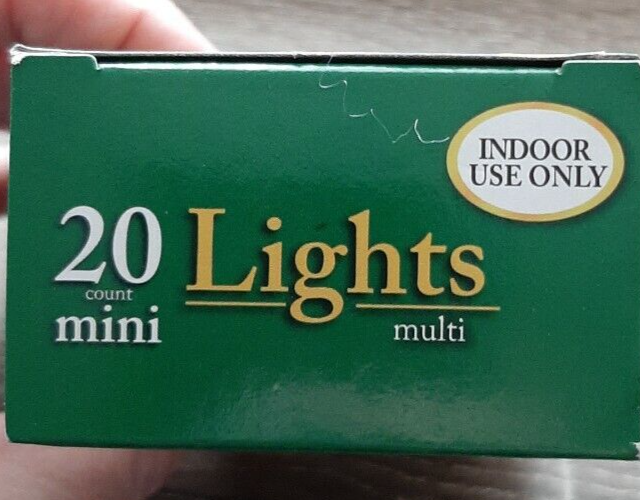 INDOOR
USE ONLY
20 Lights
count
mini
multi